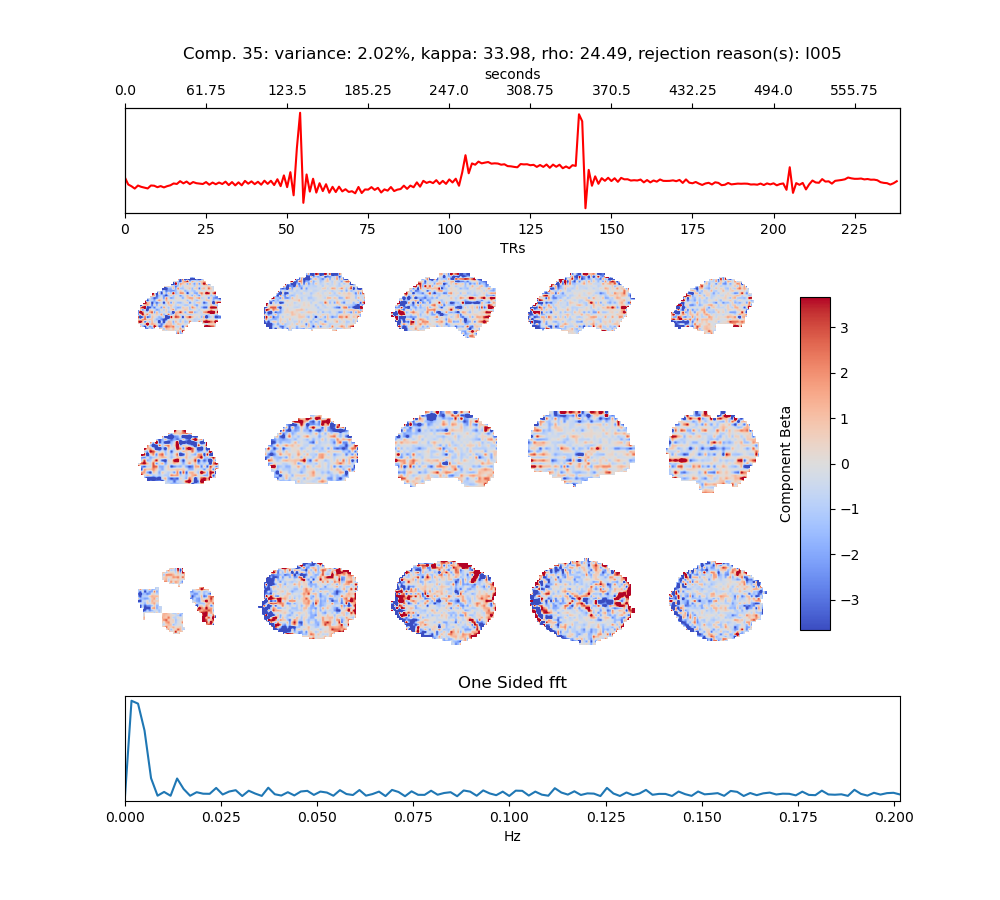 Comp. 35: variance: 2.02%, kappa: 33.98, rho: 24.49, rejection reason(s): I005
seconds
0.0 61.75 123.5 185.25 247.0 308.75 370.5 432.25 494.0 555.75
0 25 50 75 100 125 150 175 200 225
TRs
3
2
1
0
−1
−2
−3
Component Beta
One Sided fft
0.000 0.025 0.050 0.075 0.100 0.125 0.150 0.175 0.200
Hz